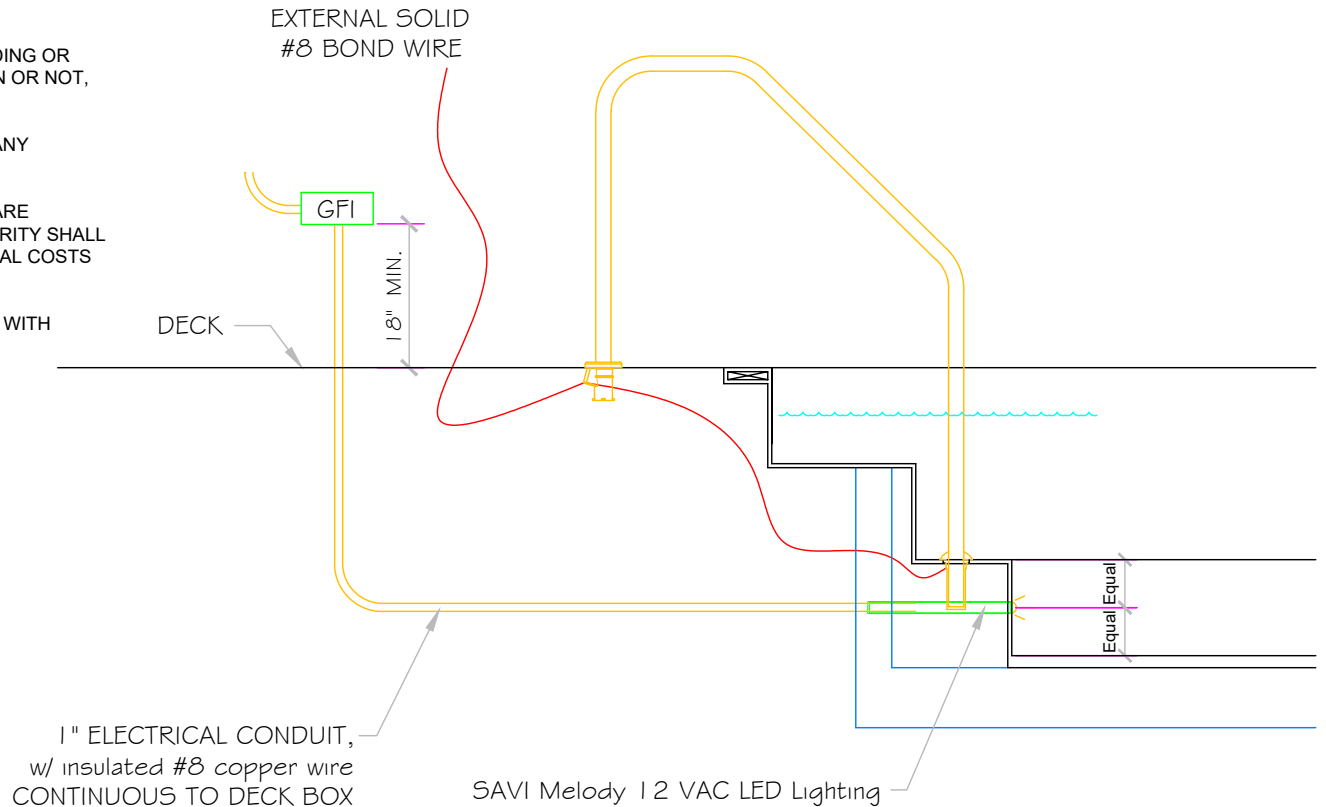 EXTERNAL SOLID
#8 BOND WIRE
DING OR
N OR NOT,
ANY
ARE
RITY SHALL
AL COSTS
WITH
GFI
18" MIN.
DECK
Equal Equal
1" ELECTRICAL CONDUIT,
w/ insulated #8 copper wire
CONTINUOUS TO DECK BOX
SAVI Melody 12 VAC LED Lighting